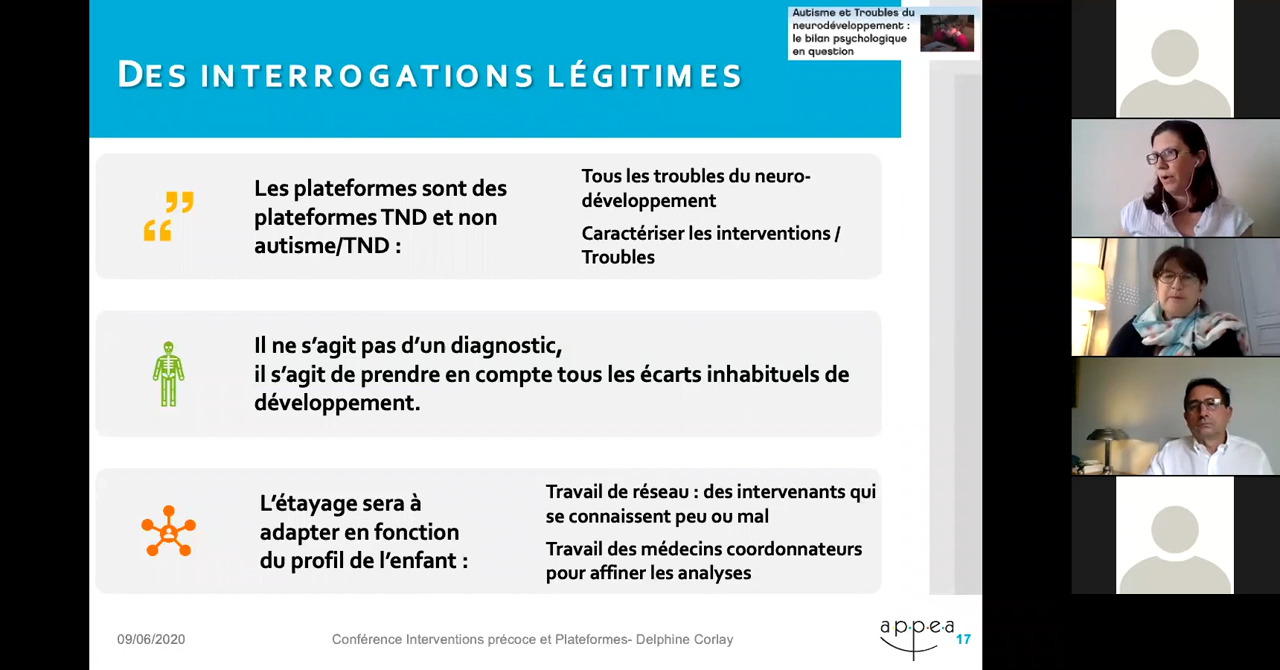 Autisme et Troubles du
neurodéveloppement :
le bilan psychologique
en question
DES INTERROGATIONS LÉGITIMES
Les plateformes sont des
plateformes TND et non
autisme/TND :
Tous les troubles du neuro-
développement
Caractériser les interventions /
Troubles
Il ne s’agit pas d’un diagnostic,
il s’agit de prendre en compte tous les écarts inhabituels de
développement.
L’étayage sera à
adapter en fonction
du profil de l’enfant :
Travail de réseau : des intervenants qui
se connaissent peu ou mal
Travail des médecins coordonnateurs
pour affiner les analyses
09/06/2020
Conférence Interventions précoce et Plateformes- Delphine Corlay
a.p.p.e.a
17